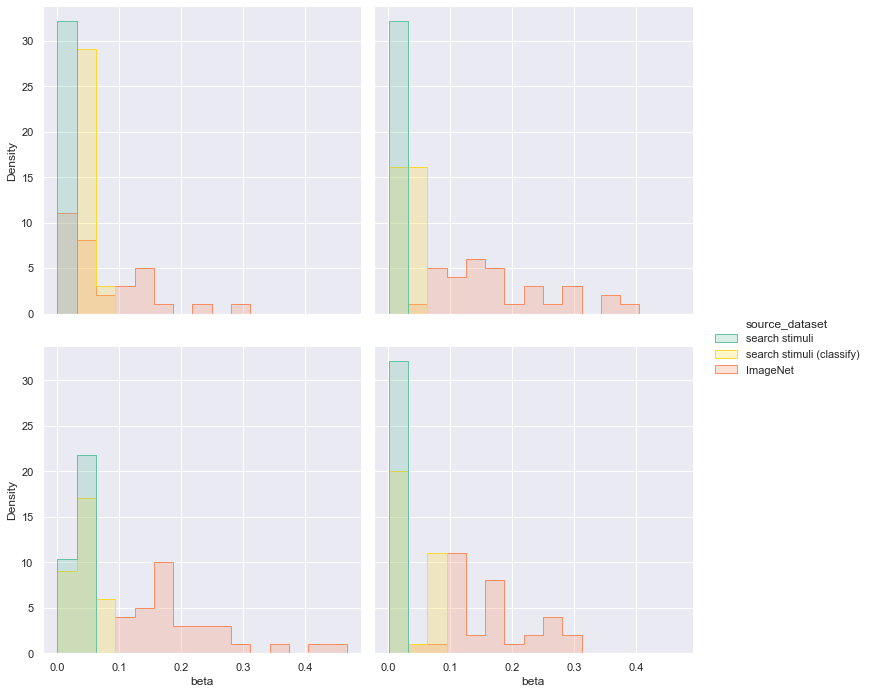 30
25
20
15
10
5
0
Density
source_dataset
search stimuli
search stimuli (classify)
ImageNet
30
25
20
15
10
5
0
Density
0.0 0.1 0.2 0.3 0.4
beta
0.0 0.1 0.2 0.3 0.4
beta